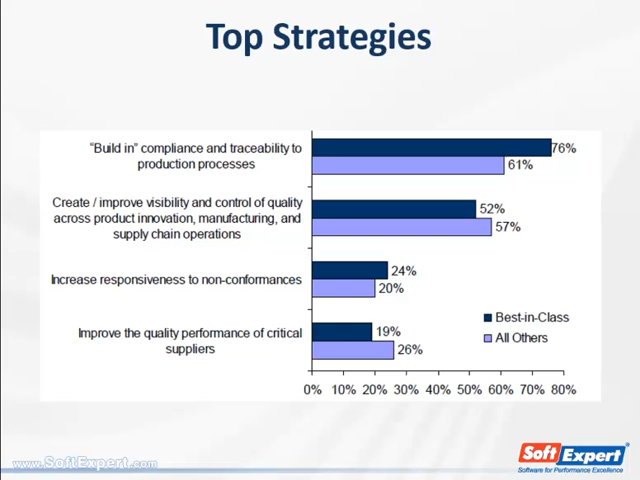 Top Strategies
“Build in” compliance and traceability to
production processes
76%
61%
Create / improve visibility and control of quality
across product innovation, manufacturing, and
supply chain operations
52%
57%
Increase responsiveness to non-conformances
24%
20%
Improve the quality performance of critical
suppliers
19%
26%
Best-in-Class
All Others
0% 10% 20% 30% 40% 50% 60% 70% 80%
www.SoftExpert.com
Soft Expert®
Software for Performance Excellence